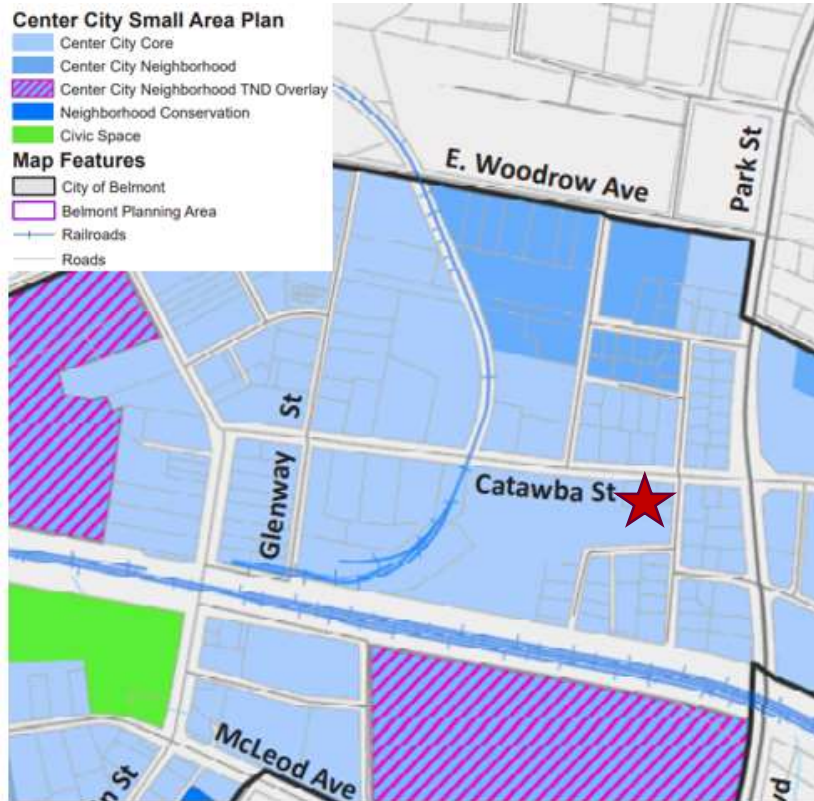 Center City Small Area Plan
Center City Core
Center City Neighborhood
Center City Neighborhood TND Overlay
Neighborhood Conservation
Civic Space
Map Features
City of Belmont
Belmont Planning Area
Railroads
Roads
E. Woodrow Ave
Park St
Glenway St
Catawba St
McLeod Ave
St